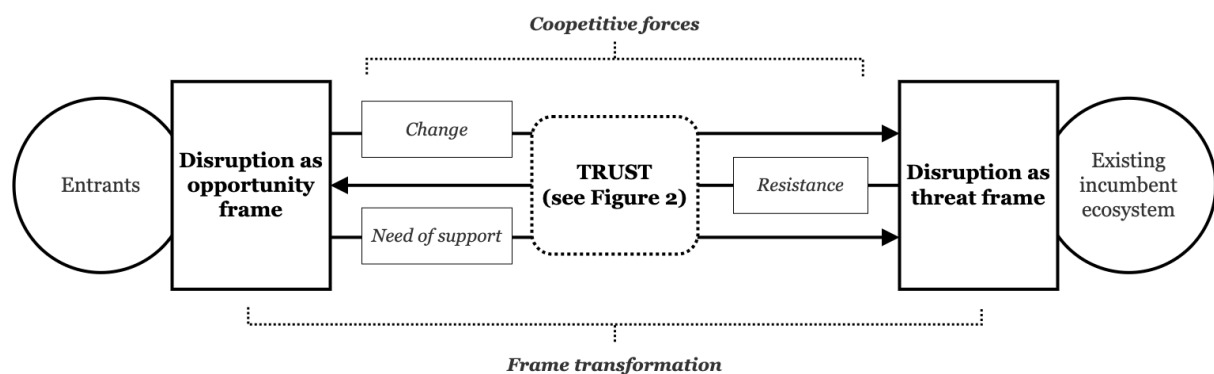 Coopetitive forces
Entrants
Disruption as
opportunity
frame
Change
Need of support
TRUST
(see Figure 2)
Resistance
Disruption as
threat frame
Existing
incumbent
ecosystem
Frame transformation